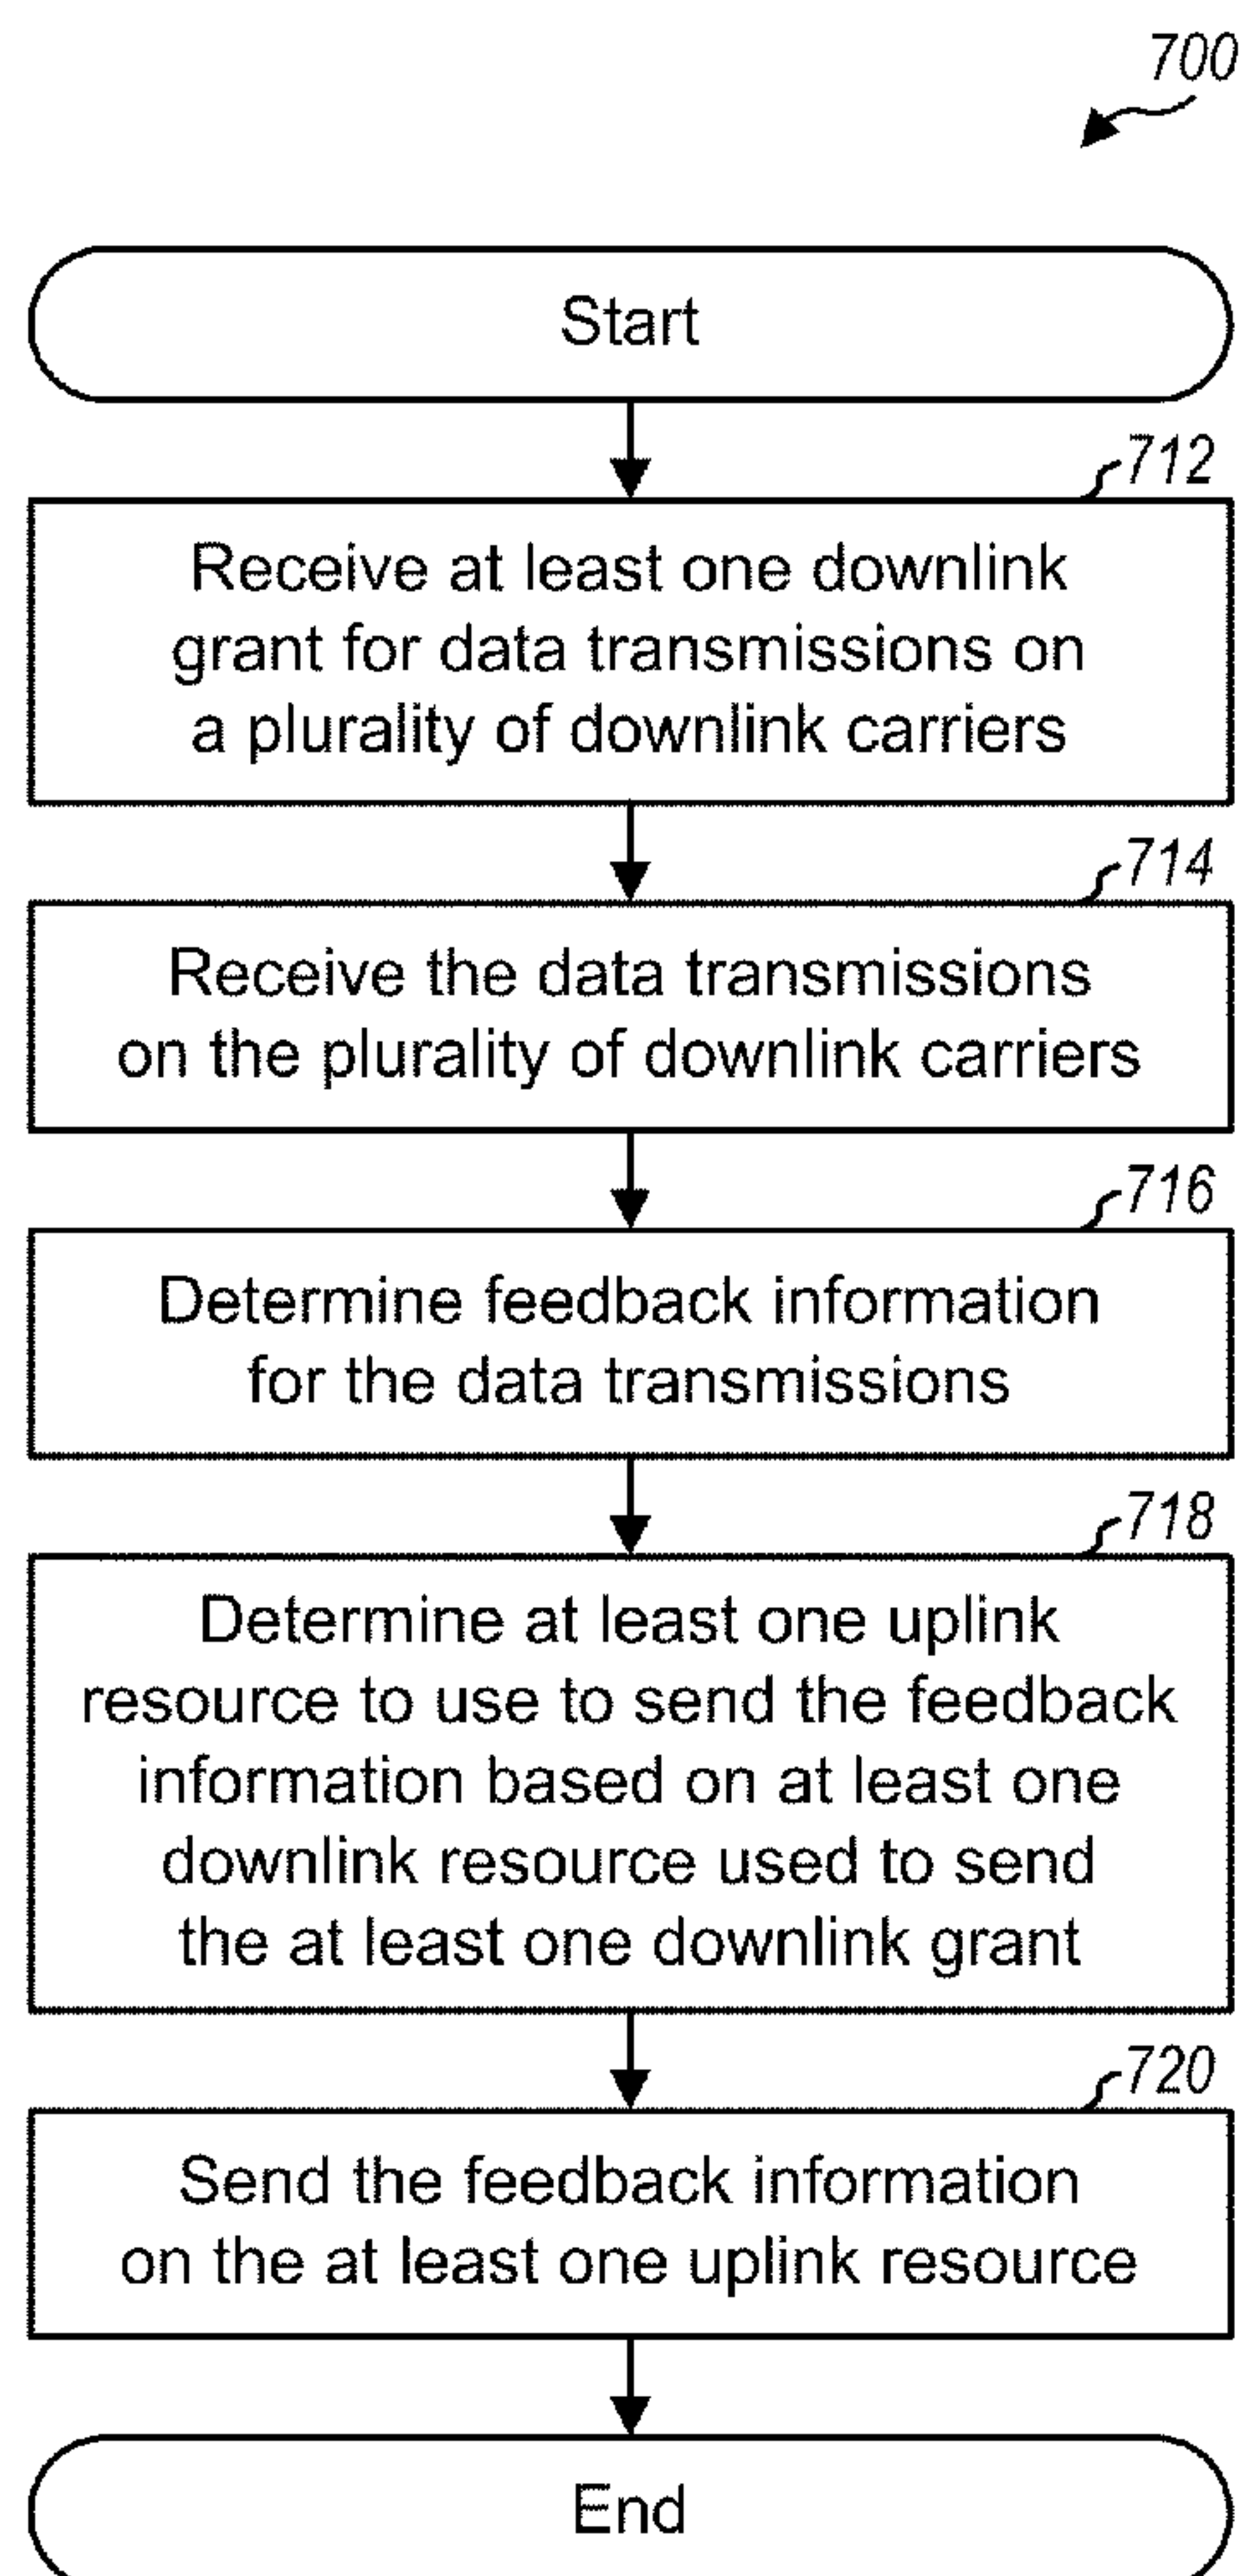 700
Start
712
Receive at least one downlink
grant for data transmissions on
a plurality of downlink carriers
714
Receive the data transmissions
on the plurality of downlink carriers
716
Determine feedback information
for the data transmissions
718
Determine at least one uplink
resource to use to send the feedback
information based on at least one
downlink resource used to send
the at least one downlink grant
720
Send the feedback information
on the at least one uplink resource
End